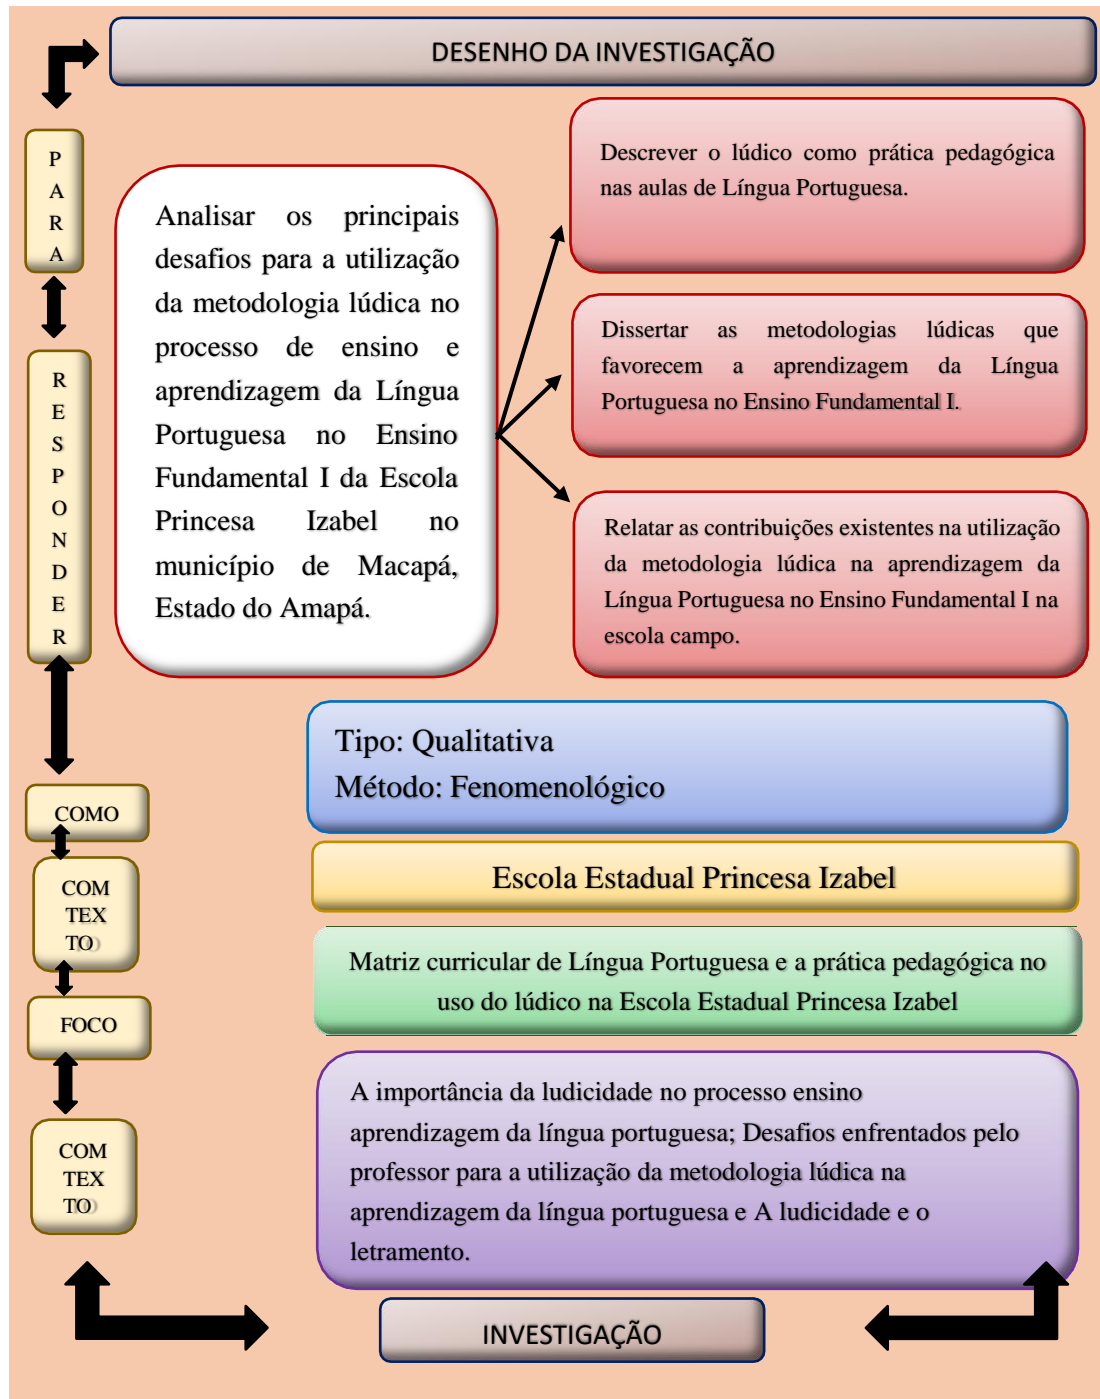 DESENHO DA INVESTIGAÇÃO
P
A
R
A
Analisar os principais
desafios para a utilização
da metodologia lúdica no
processo de ensino e
aprendizagem da Língua
Portuguesa no Ensino
Fundamental I da Escola
Princesa Izabel no
município de Macapá,
Estado do Amapá.
Descrever o lúdico como prática pedagógica
nas aulas de Língua Portuguesa.
Dissertar as metodologias lúdicas que
favorecem a aprendizagem da Língua
Portuguesa no Ensino Fundamental I.
Relatar as contribuições existentes na utilização
da metodologia lúdica na aprendizagem da
Língua Portuguesa no Ensino Fundamental I na
escola campo.
R
E
S
P
O
N
D
E
R
Tipo: Qualitativa
Método: Fenomenológico
COMO
Escola Estadual Princesa Izabel
COM
TEX
TO
Matriz curricular de Língua Portuguesa e a prática pedagógica no
uso do lúdico na Escola Estadual Princesa Izabel
FOCO
A importância da ludicidade no processo ensino
aprendizagem da língua portuguesa; Desafios enfrentados pelo
professor para a utilização da metodologia lúdica na
aprendizagem da língua portuguesa e A ludicidade e o
letramento.
COM
TEX
TO
INVESTIGAÇÃO